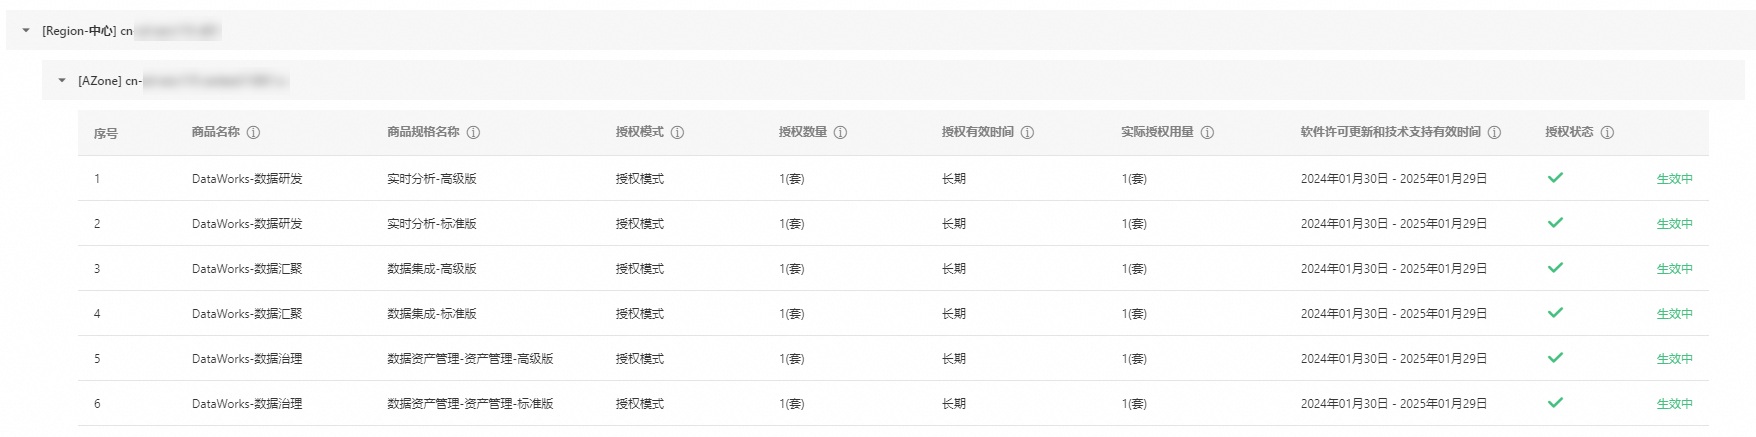 [Region-中心] cn
[AZone] cn-
序号 商品名称 商品规格名称 授权模式 授权数量 授权有效时间 实际授权用量 软件许可更新和技术支持有效时间 授权状态
1 DataWorks-数据研发 实时分析-高级版 授权模式 1(套) 长期 1(套) 2024年01月30日 - 2025年01月29日 生效中
2 DataWorks-数据研发 实时分析-标准版 授权模式 1(套) 长期 1(套) 2024年01月30日 - 2025年01月29日 生效中
3 DataWorks-数据汇聚 数据集成-高级版 授权模式 1(套) 长期 1(套) 2024年01月30日 - 2025年01月29日 生效中
4 DataWorks-数据汇聚 数据集成-标准版 授权模式 1(套) 长期 1(套) 2024年01月30日 - 2025年01月29日 生效中
5 DataWorks-数据治理 数据资产管理-资产管理-高级版 授权模式 1(套) 长期 1(套) 2024年01月30日 - 2025年01月29日 生效中
6 DataWorks-数据治理 数据资产管理-资产管理-标准版 授权模式 1(套) 长期 1(套) 2024年01月30日 - 2025年01月29日 生效中